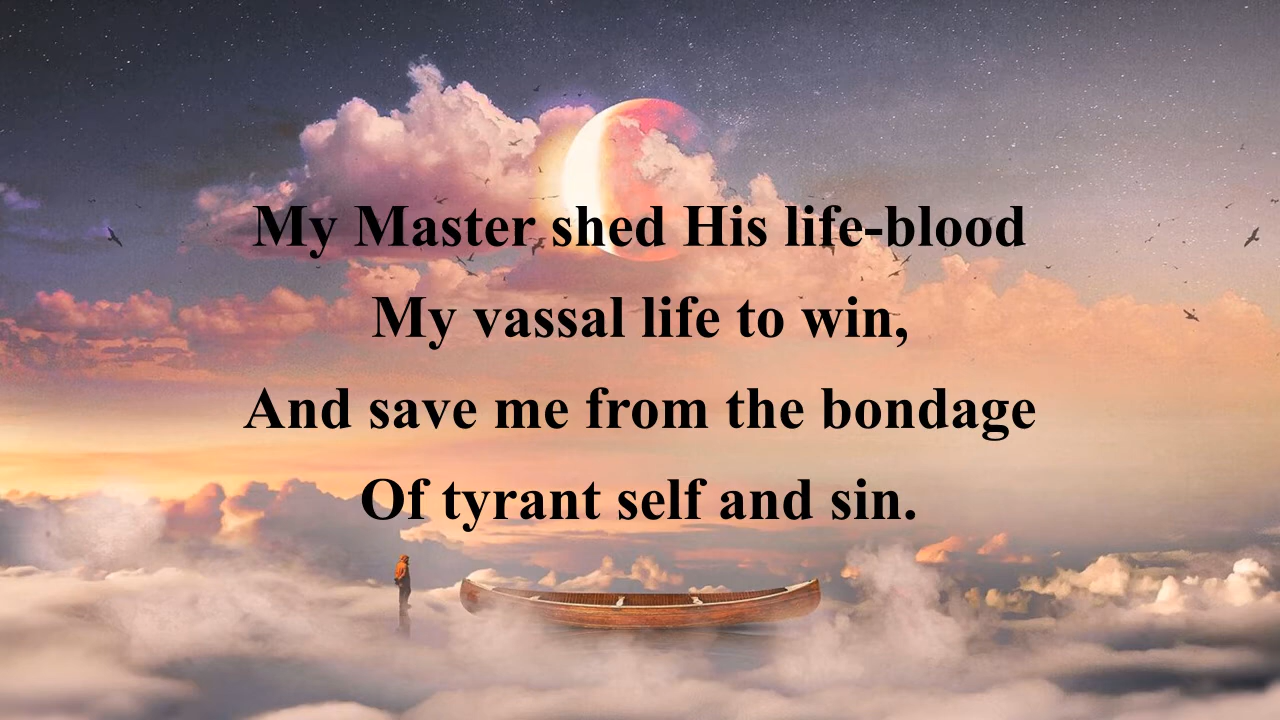 My Master shed His life-blood
My vassal life to win,
And save me from the bondage
Of tyrant self and sin.